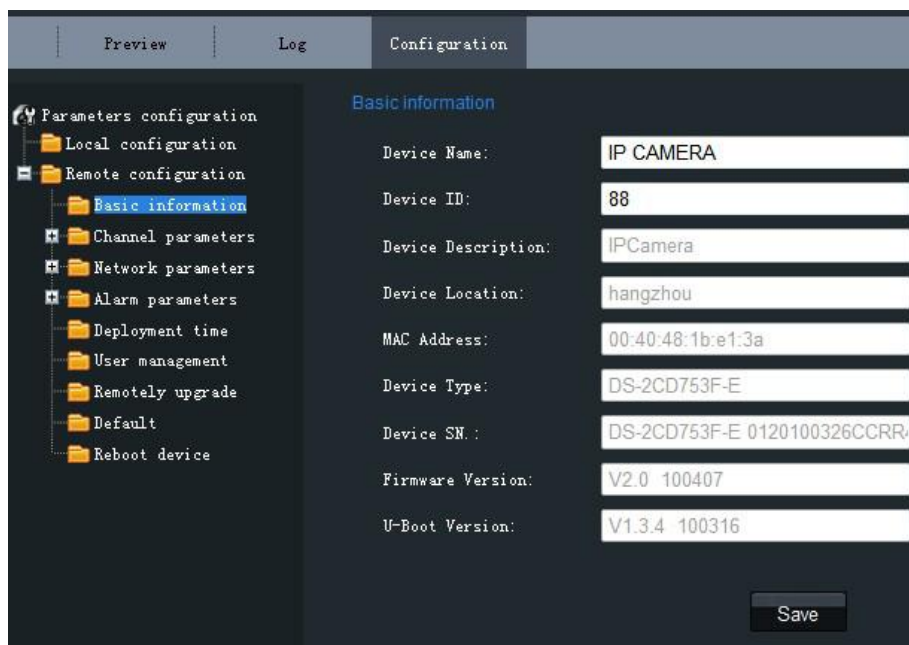 Preview Log Configuration
Parameters configuration
Local configuration
Remote configuration
Basic information
Channel parameters
Network parameters
Alarm parameters
Deployment time
User management
Remotely upgrade
Default
Reboot device
Basic information
Device Name: IP CAMERA
Device ID: 88
Device Description: IPCamera
Device Location: hangzhou
MAC Address: 00:40:48:1b:e1:3a
Device Type: DS-2CD753F-E
Device SN.: DS-2CD753F-E 0120100326CCRR4
Firmware Version: V2.0 100407
U-Boot Version: V1.3.4 100316
Save